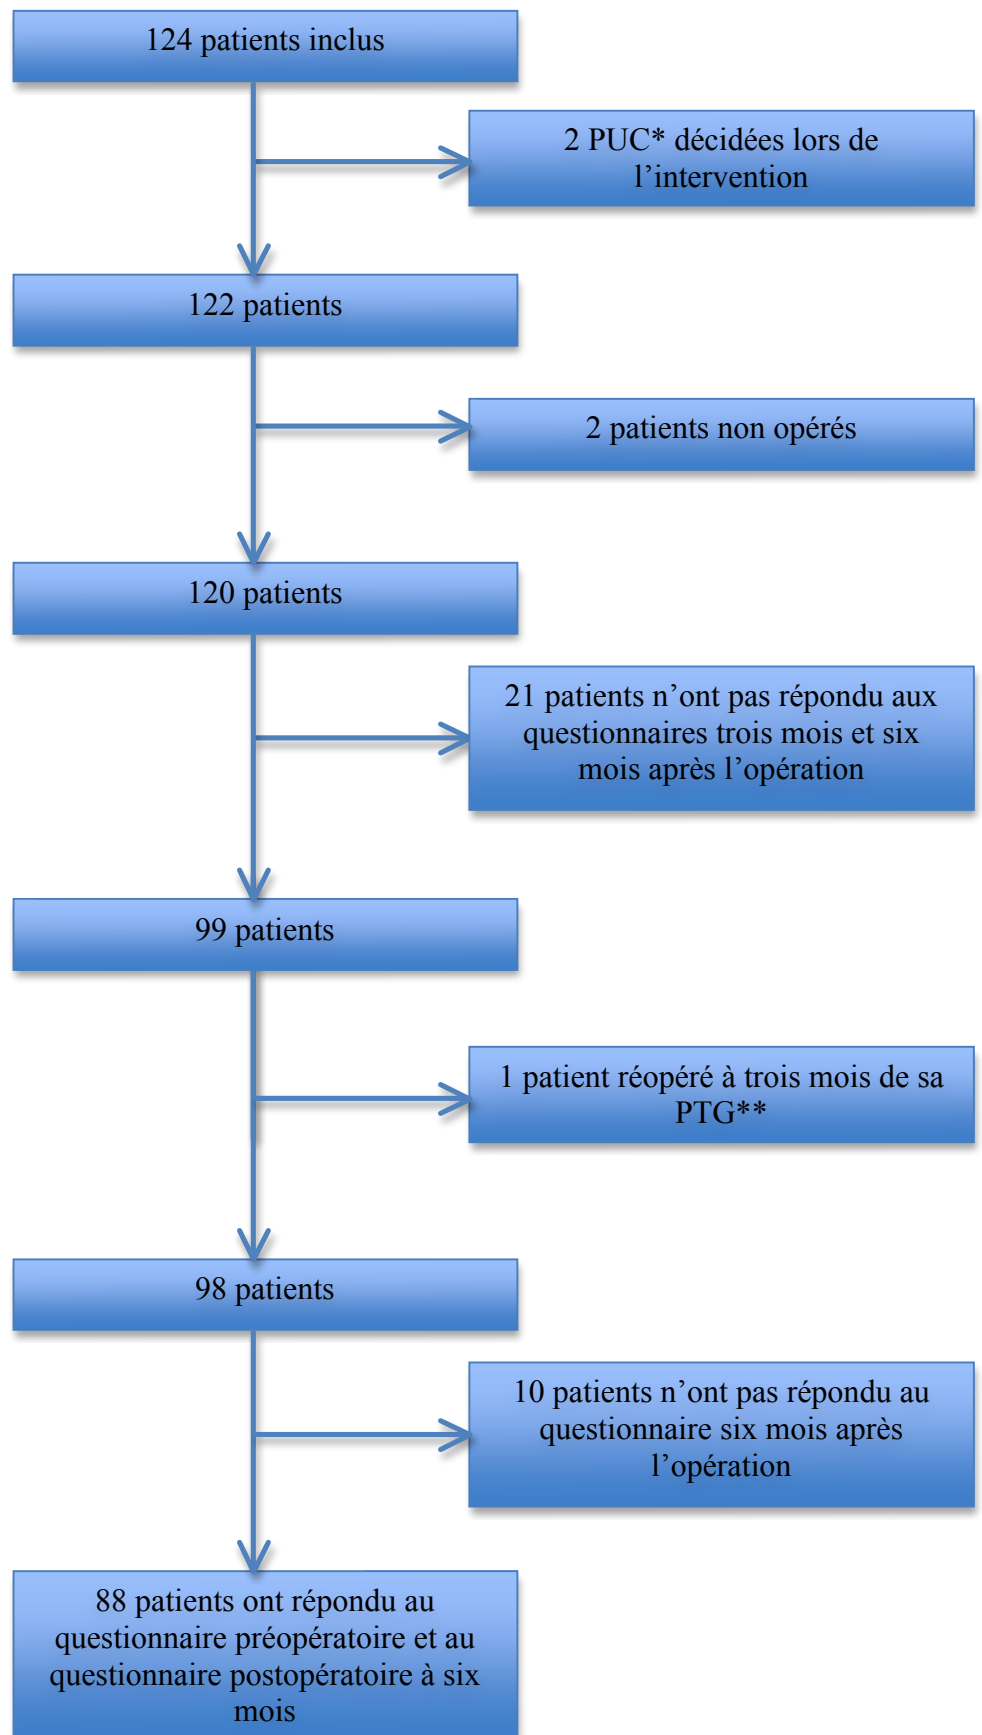 124 patients inclus
2 PUC* décidées lors de
l’intervention
122 patients
2 patients non opérés
120 patients
21 patients n’ont pas répondu aux
questionnaires trois mois et six
mois après l’opération
99 patients
1 patient réopéré à trois mois de sa
PTG**
98 patients
10 patients n’ont pas répondu au
questionnaire six mois après
l’opération
88 patients ont répondu au
questionnaire préopératoire et au
questionnaire postopératoire à six
mois